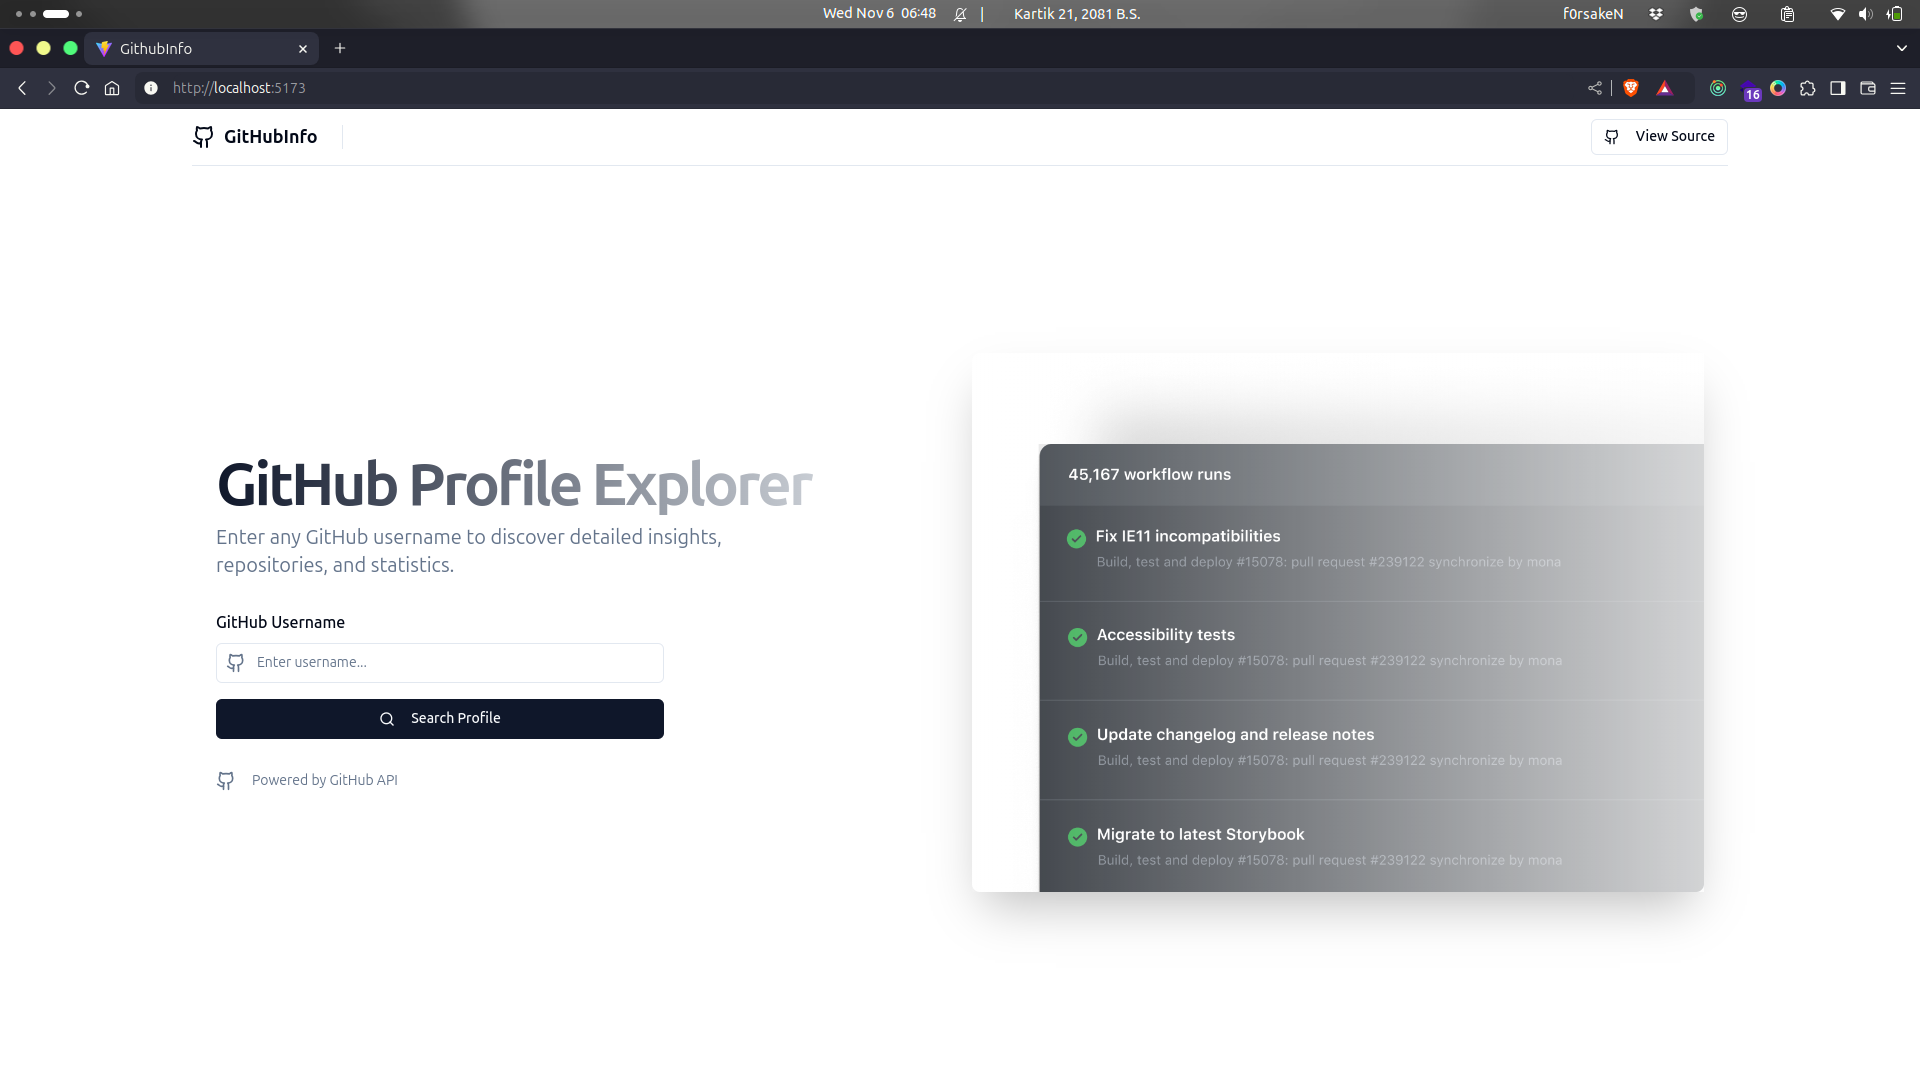 Wed Nov 6 06:48 | Kartik 21, 2081 B.S. f0rsakeN
GithubInfo
http://localhost:5173
16
GitHubInfo
View Source
GitHub Profile Explorer
Enter any GitHub username to discover detailed insights,
repositories, and statistics.
GitHub Username
Enter username...
Search Profile
Powered by GitHub API
45,167 workflow runs
Fix IE11 incompatibilities
Build, test and deploy #15078: pull request #239122 synchronize by mona
Accessibility tests
Build, test and deploy #15078: pull request #239122 synchronize by mona
Update changelog and release notes
Build, test and deploy #15078: pull request #239122 synchronize by mona
Migrate to latest Storybook
Build, test and deploy #15078: pull request #239122 synchronize by mona